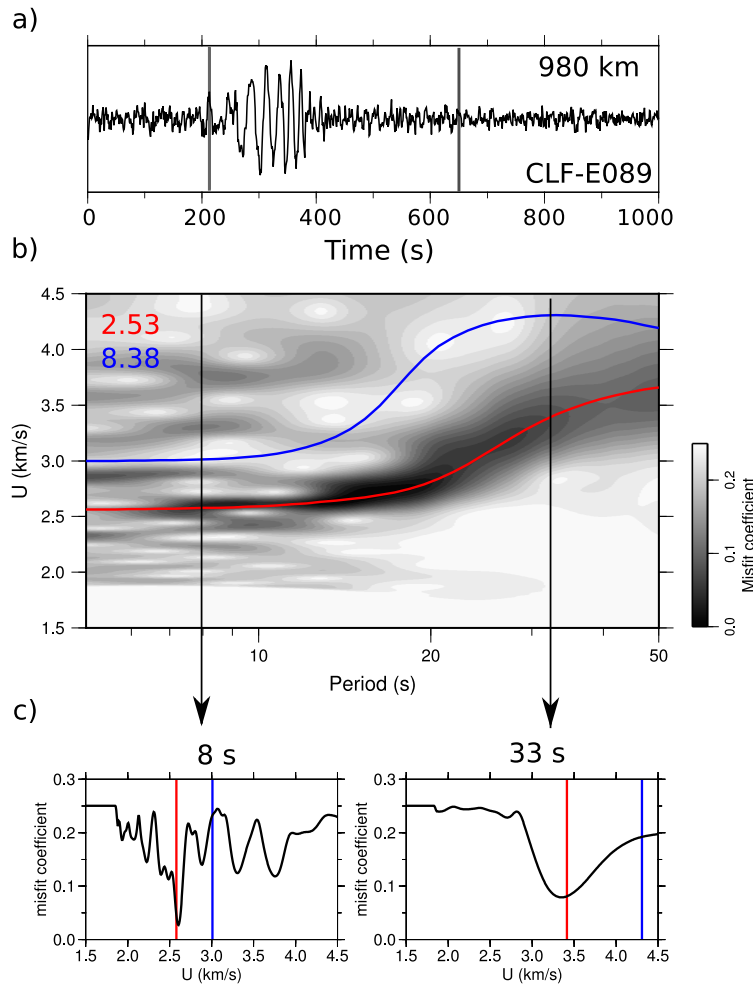 a)
980 km
CLF-E089
0 200 400 600 800 1000
Time (s)
b)
4.5
4.0
3.5
3.0
2.5
2.0
1.5
U (km/s)
2.53
8.38
10 20 50
Period (s)
0.2
0.1
0.0
Misfit coefficient
c)
8 s
33 s
0.3
0.2
0.1
0.0
misfit coefficient
1.5 2.0 2.5 3.0 3.5 4.0 4.5
U (km/s)
0.3
0.2
0.1
0.0
misfit coefficient
1.5 2.0 2.5 3.0 3.5 4.0 4.5
U (km/s)